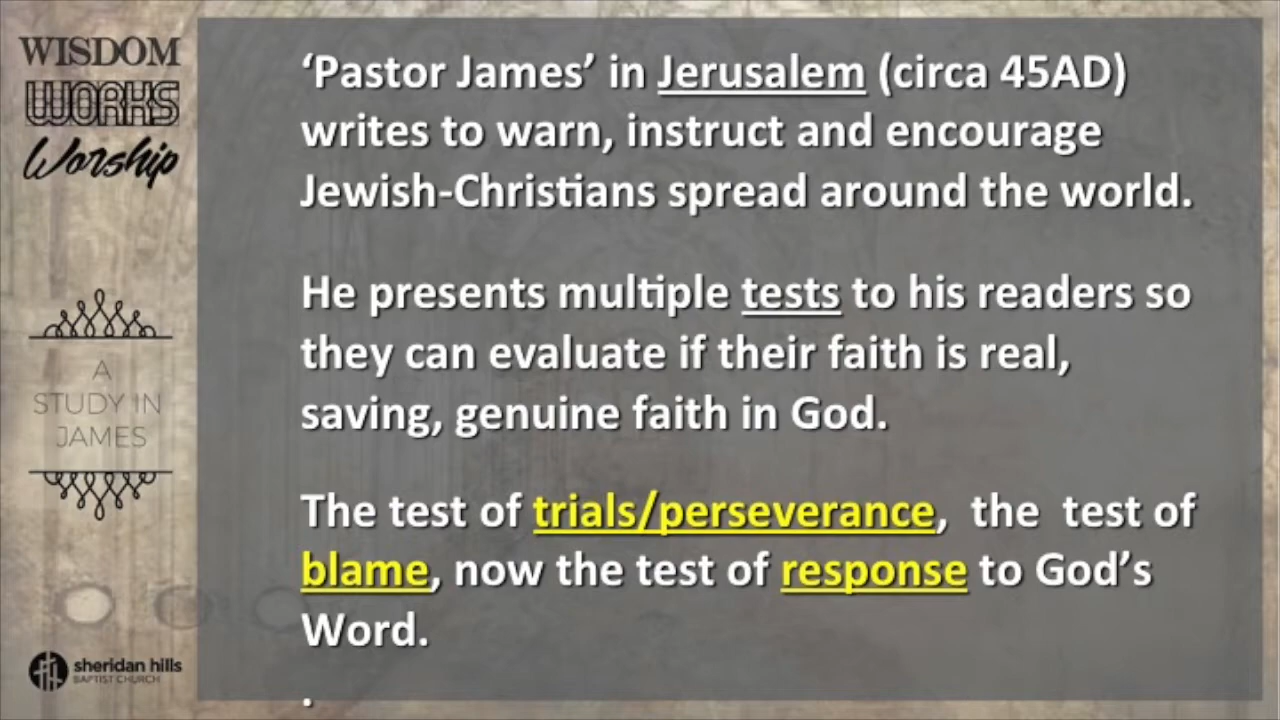 WISDOM
WORKS
Worship
A
STUDY IN
JAMES
sheridan hills
BAPTIST CHURCH
‘Pastor James’ in Jerusalem (circa 45AD)
writes to warn, instruct and encourage
Jewish-Christians spread around the world.
He presents multiple tests to his readers so
they can evaluate if their faith is real,
saving, genuine faith in God.
The test of trials/perseverance,  the  test of
blame, now the test of response to God’s
Word.
.